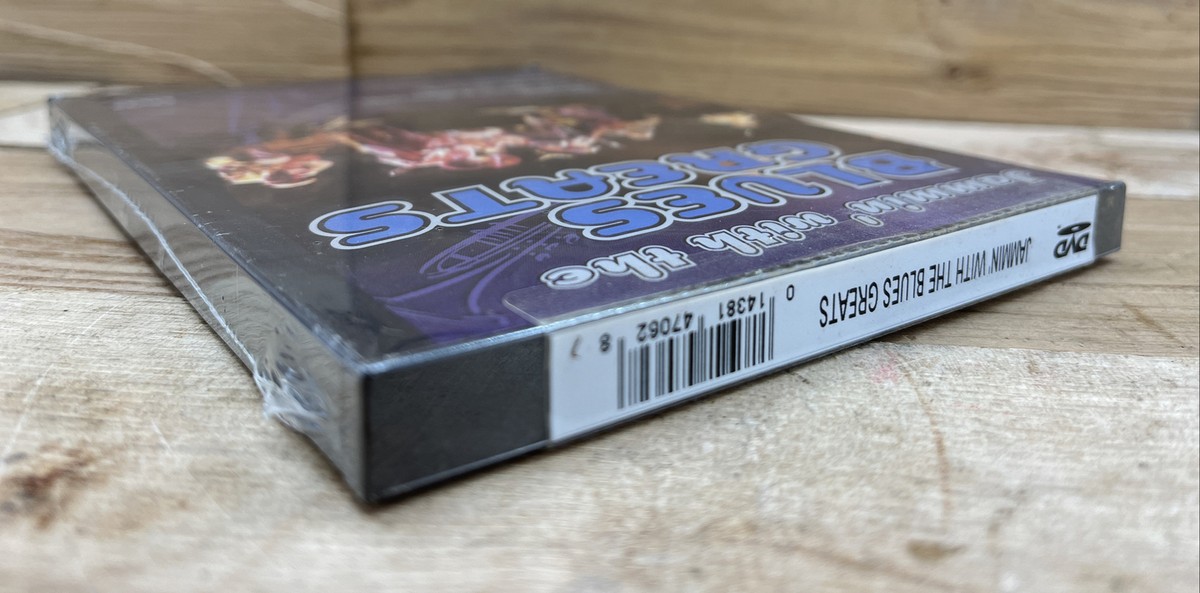 Jammin' with the
BLUES
GREATS
DVD
JAMMIN' WITH THE BLUES GREATS
0 14381 47062 8 7